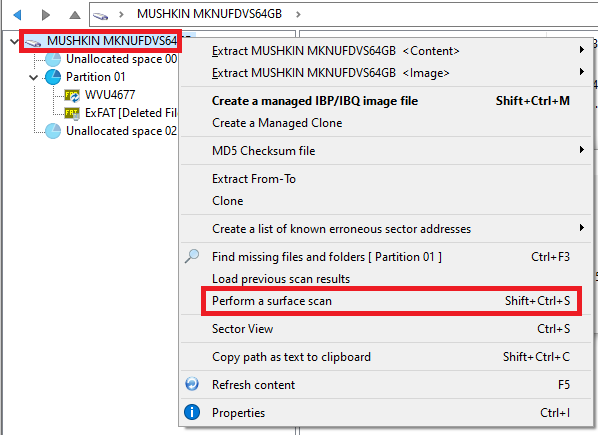 MUSHKIN MKNUFDVS64GB
MUSHKIN MKNUFDVS64
Unallocated space 00
Partition 01
WVU4677
ExFAT [Deleted Fil
Unallocated space 02
Extract MUSHKIN MKNUFDVS64GB <Content>
Extract MUSHKIN MKNUFDVS64GB <Image>
Create a managed IBP/IBQ image file Shift+Ctrl+M
Create a Managed Clone
MD5 Checksum file
Extract From-To
Clone
Create a list of known erroneous sector addresses
Find missing files and folders [ Partition 01 ] Ctrl+F3
Load previous scan results
Perform a surface scan Shift+Ctrl+S
Sector View Ctrl+S
Copy path as text to clipboard Shift+Ctrl+C
Refresh content F5
Properties Ctrl+I